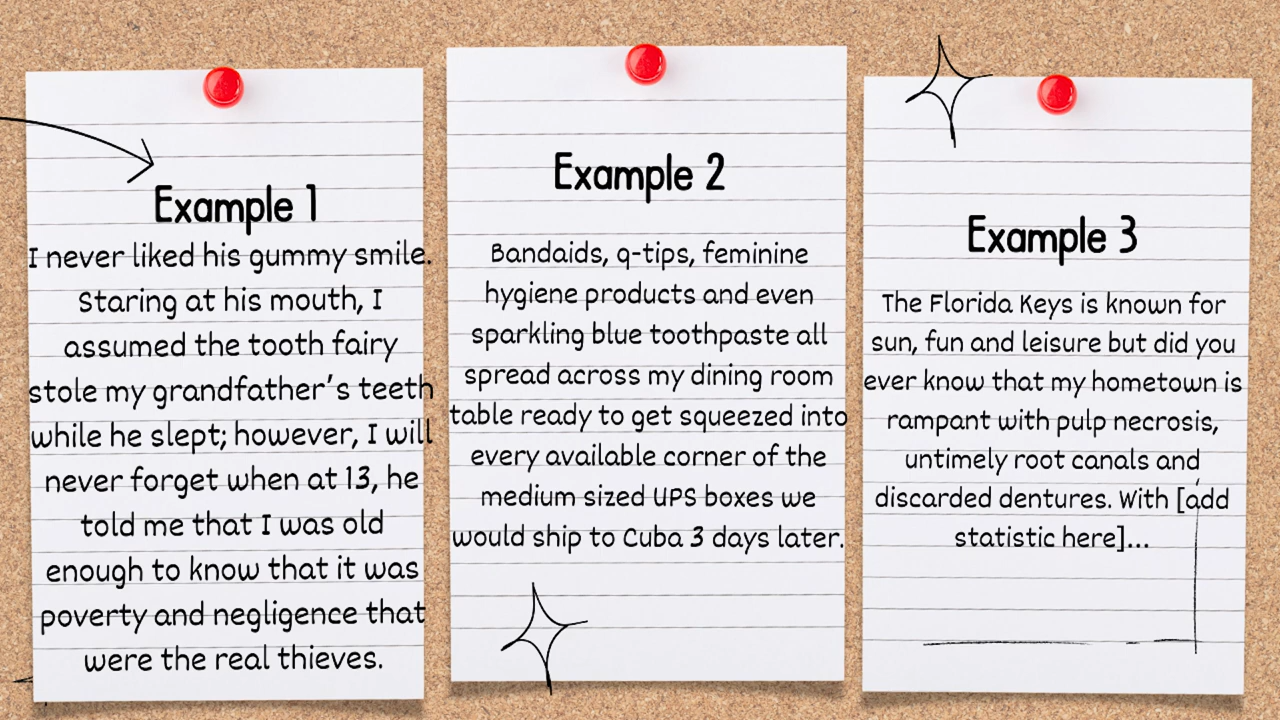 Example 1
I never liked his gummy smile.
Staring at his mouth, I
assumed the tooth fairy
stole my grandfather's teeth
while he slept; however, I will
never forget when at 13, he
told me that I was old
enough to know that it was
poverty and negligence that
were the real thieves.
Example 2
Bandaids, q-tips, feminine
hygiene products and even
sparkling blue toothpaste all
spread across my dining room
table ready to get squeezed into
every available corner of the
medium sized UPS boxes we
would ship to Cuba 3 days later.
Example 3
The Florida Keys is known for
sun, fun and leisure but did you
ever know that my hometown is
rampant with pulp necrosis,
untimely root canals and
discarded dentures. With [add
statistic here]...